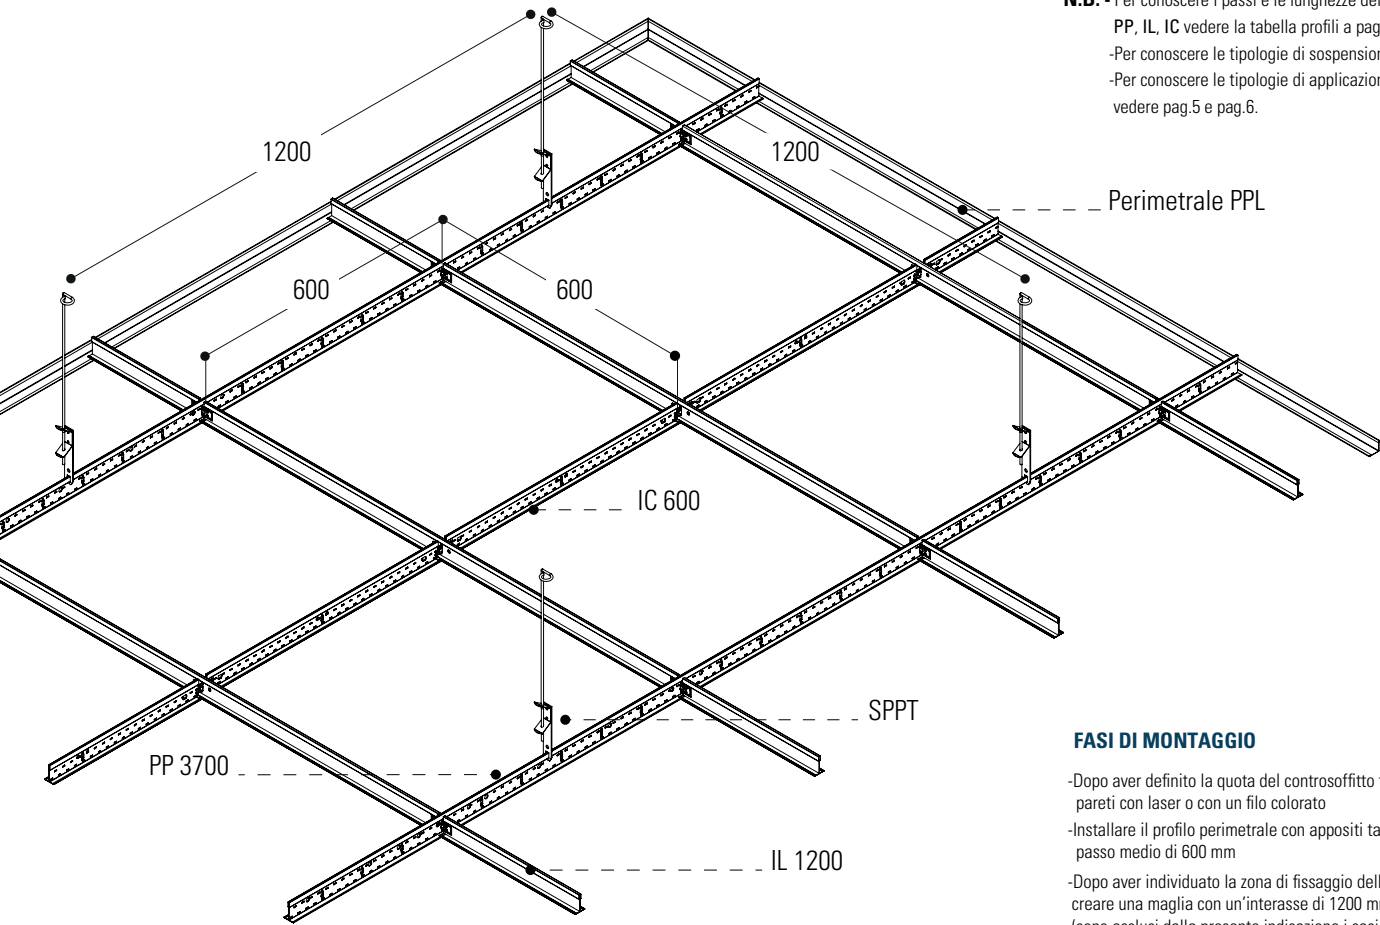 N.B. - Per conoscere i passi e le lunghezze dei
PP, IL, IC vedere la tabella profili a pag
-Per conoscere le tipologie di sospension
-Per conoscere le tipologie di applicazion
vedere pag.5 e pag.6.
1200
1200
Perimetrale PPL
600
600
IC 600
SPPT
PP 3700
IL 1200
FASI DI MONTAGGIO
-Dopo aver definito la quota del controsoffitto
pareti con laser o con un filo colorato
-Installare il profilo perimetrale con appositi ta
passo medio di 600 mm
-Dopo aver individuato la zona di fissaggio dell
creare una maglia con un'interasse di 1200 m